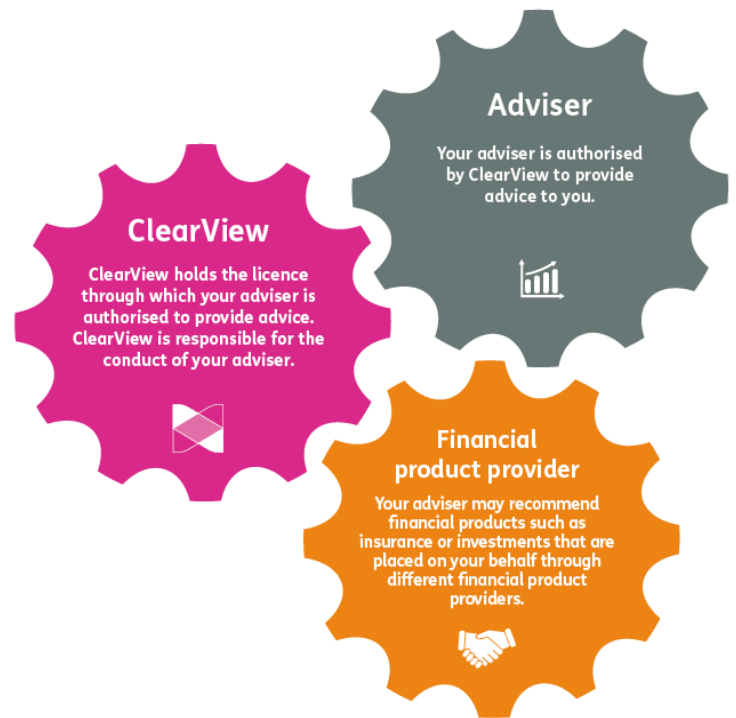 Adviser
Your adviser is authorised
by ClearView to provide
advice to you.
ClearView
ClearView holds the licence
through which your adviser is
authorised to provide advice.
ClearView is responsible for the
conduct of your adviser.
Financial
product provider
Your adviser may recommend
financial products such as
insurance or investments that are
placed on your behalf through
different financial product
providers.